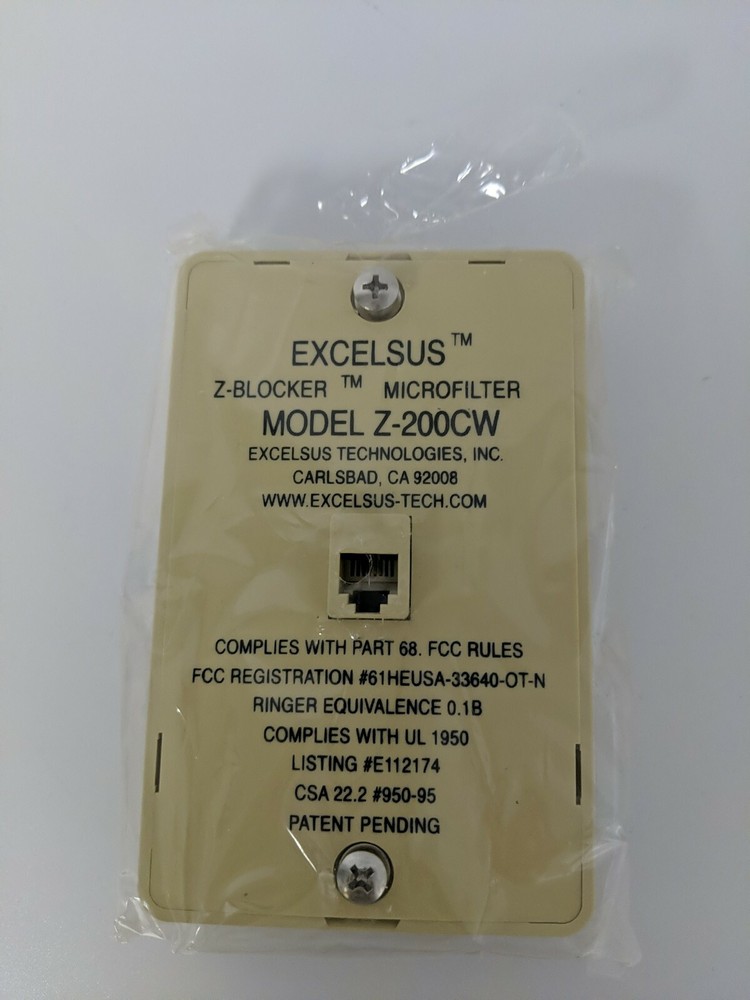 EXCELSUS™
Z-BLOCKER ™ MICROFILTER
MODEL Z-200CW
EXCELSUS TECHNOLOGIES, INC.
CARLSBAD, CA 92008
WWW.EXCELSUS-TECH.COM
COMPLIES WITH PART 68. FCC RULES
FCC REGISTRATION #61HEUSA-33640-OT-N
RINGER EQUIVALENCE 0.1B
COMPLIES WITH UL 1950
LISTING #E112174
CSA 22.2 #950-95
PATENT PENDING